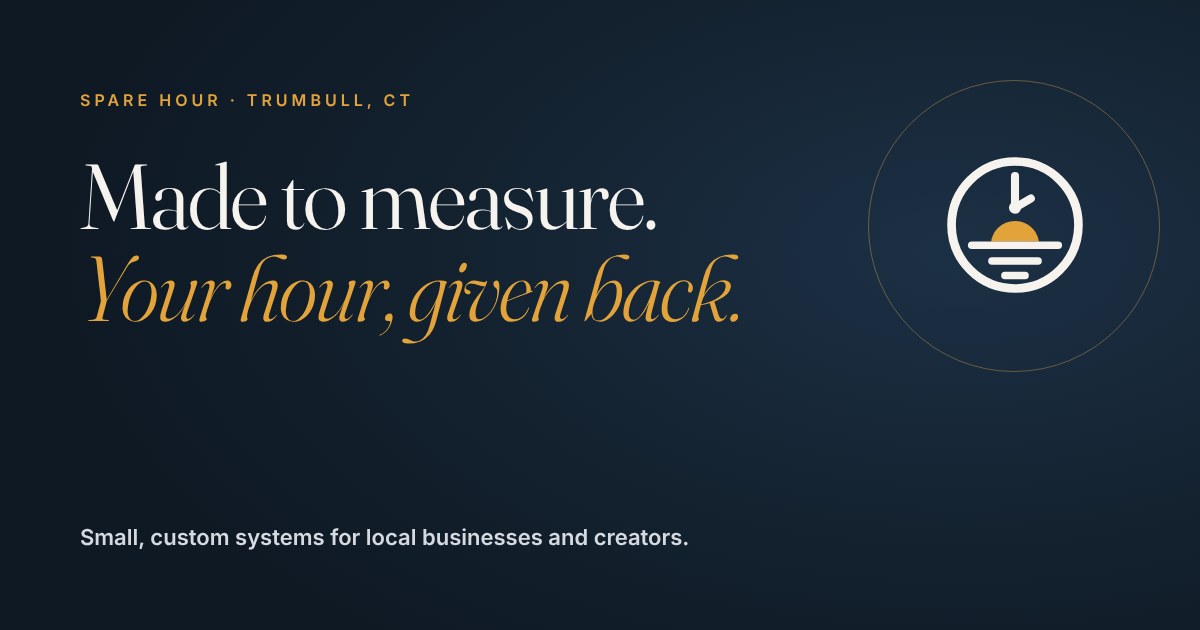 SPARE HOUR · TRUMBULL, CT
Made to measure.
Your hour, given back.
Small, custom systems for local businesses and creators.